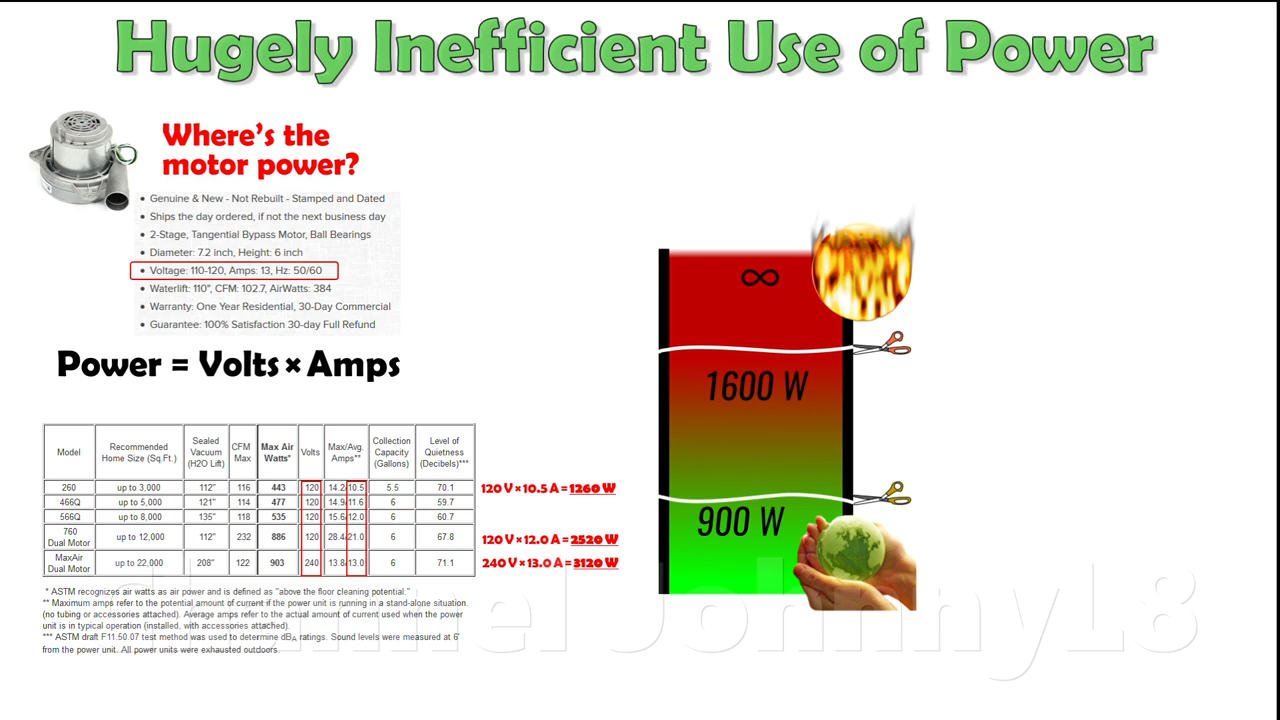 Hugely Inefficient Use of Power
Where's the
motor power?
• Genuine & New - Not Rebuilt - Stamped and Dated
• Ships the day ordered, if not the next business day
• 2-Stage, Tangential Bypass Motor, Ball Bearings
• Diameter: 7.2 inch, Height: 6 inch
• Voltage: 110-120, Amps: 13, Hz: 50/60
• Waterlift: 110", CFM: 102.7, AirWatts: 384
• Warranty: One Year Residential, 30-Day Commercial
• Guarantee: 100% Satisfaction 30-day Full Refund
Power = Volts × Amps
Model Recommended Home Size (Sq.Ft.) Sealed Vacuum (H2O Lift) CFM Max Max Air Watts* Volts Max/Avg. Amps** Collection Capacity (Gallons) Level of Quietness (Decibels)***
260 up to 3,000 112" 116 443 120 14.2/10.5 5.5 70.1
466Q up to 5,000 121" 114 477 120 14.9/11.6 6 59.7
566Q up to 8,000 135" 118 535 120 15.6/12.0 6 60.7
760 Dual Motor up to 12,000 112" 232 886 120 28.4/21.0 6 67.8
MaxAir Dual Motor up to 22,000 208" 122 903 240 13.8/13.0 6 71.1
120 V × 10.5 A = 1260 W
120 V × 12.0 A = 2520 W
240 V × 13.0 A = 3120 W
* ASTM recognizes air watts as air power and is defined as "above the floor cleaning potential."
** Maximum amps refer to the potential amount of current if the power unit is running in a stand-alone situation.
(no tubing or accessories attached). Average amps refer to the actual amount of current used when the power
unit is in typical operation (installed, with accessories attached).
*** ASTM draft F11.50.07 test method was used to determine dBA ratings. Sound levels were measured at 6'
from the power unit. All power units were exhausted outdoors.
∞
1600 W
900 W
Channel Johnny18